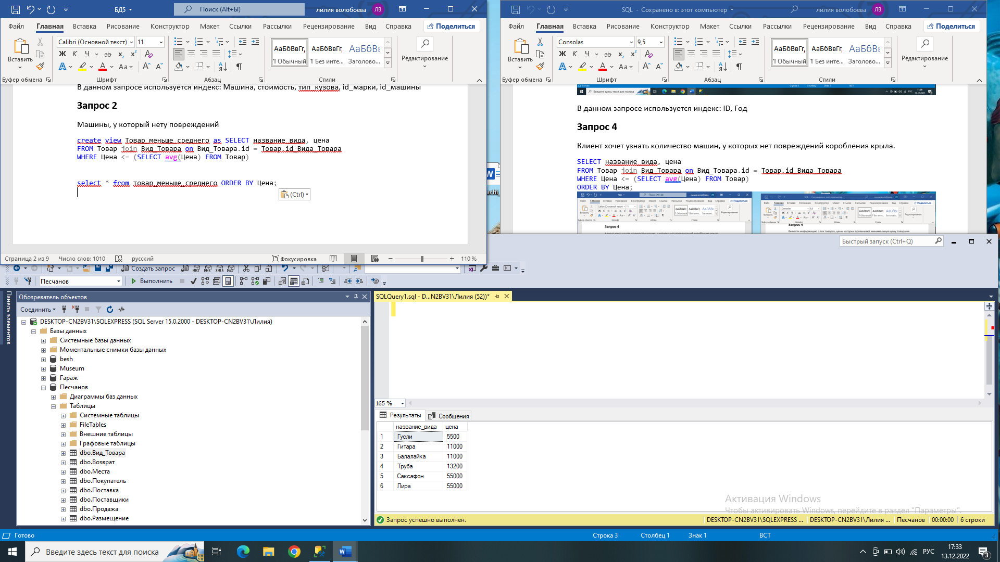 БД5
Поиск (Alt+Ы)
лилия волобоева
ЛВ
Файл Главная Вставка Рисование Конструктор Макет Ссылки Рассылки Рецензирование Вид Справка Поделиться
Calibri (Основной текст) 11
Вставить
АаБбВвГг, АаБбВвГг, АаБбВв
¶ Обычный ¶ Без инте... Заголово...
Редактирование
Буфер обмена Шрифт Абзац Стили
В данном запросе используется индекс: Машина, стоимость, тип_кузова, id_марки, id_машины
Запрос 2
Машины, у который нету повреждений
create view Товар_меньше_среднего as SELECT название_вида, цена
FROM Товар join Вид_Товара on Вид_Товара.id = Товар.id_Вида_Товара
WHERE Цена <= (SELECT avg(Цена) FROM Товар)
select * from товар_меньше_среднего ORDER BY Цена;
(Ctrl)
Страница 2 из 9 Число слов: 1010 русский Фокусировка 110 %
SQL - Сохранено в: этот компьютер
лилия волобоева
ЛВ
Файл Главная Вставка Рисование Конструктор Макет Ссылки Рассылки Рецензирование Вид Справка Поделиться
Consolas 9,5
Вставить
АаБбВвГг, АаБбВвГг, АаБбВв
¶ Обычный ¶ Без инте... Заголово...
Редактирование
Буфер обмена Шрифт Абзац Стили
В данном запросе используется индекс: ID, Год
Запрос 4
Клиент хочет узнать количество машин, у которых нет повреждений коробления крыла.
SELECT название_вида, цена
FROM Товар join Вид_Товара on Вид_Товара.id = Товар.id_Вида_Товара
WHERE Цена <= (SELECT avg(Цена) FROM Товар)
ORDER BY Цена;
Запрос 4
Запрос 4
Быстрый запуск (Ctrl+Q)
Создать запрос
MDX DMX XMLA DAX
Песчанов
Выполнить
Панель элементов
Обозреватель объектов
Соединить
DESKTOP-CN2BV31\SQLEXPRESS (SQL Server 15.0.2000 - DESKTOP-CN2BV31\Лилия)
Базы данных
Системные базы данных
Моментальные снимки базы данных
besh
Museum
Гараж
Песчанов
Диаграммы баз данных
Таблицы
Системные таблицы
FileTables
Внешние таблицы
Графовые таблицы
dbo.Вид_Товара
dbo.Возврат
dbo.Места
dbo.Покупатель
dbo.Поставка
dbo.Поставщики
dbo.Продажа
dbo.Размещение
SQLQuery1.sql - D...N2BV31\Лилия (52))*
165 %
Результаты Сообщения
название_вида цена
1 Гусли 5500
2 Гитара 11000
3 Балалайка 11000
4 Труба 13200
5 Саксафон 55000
6 Лира 55000
Активация Windows
Чтобы активировать Windows, перейдите в раздел "Параметры".
Запрос успешно выполнен.
DESKTOP-CN2BV31\SQLEXPRESS ... DESKTOP-CN2BV31\Лилия ... Песчанов 00:00:00 6 строки
Готово Строка 3 Столбец 1 Знак 1 ВСТ
Введите здесь текст для поиска
РУС
17:33
13.12.2022
3